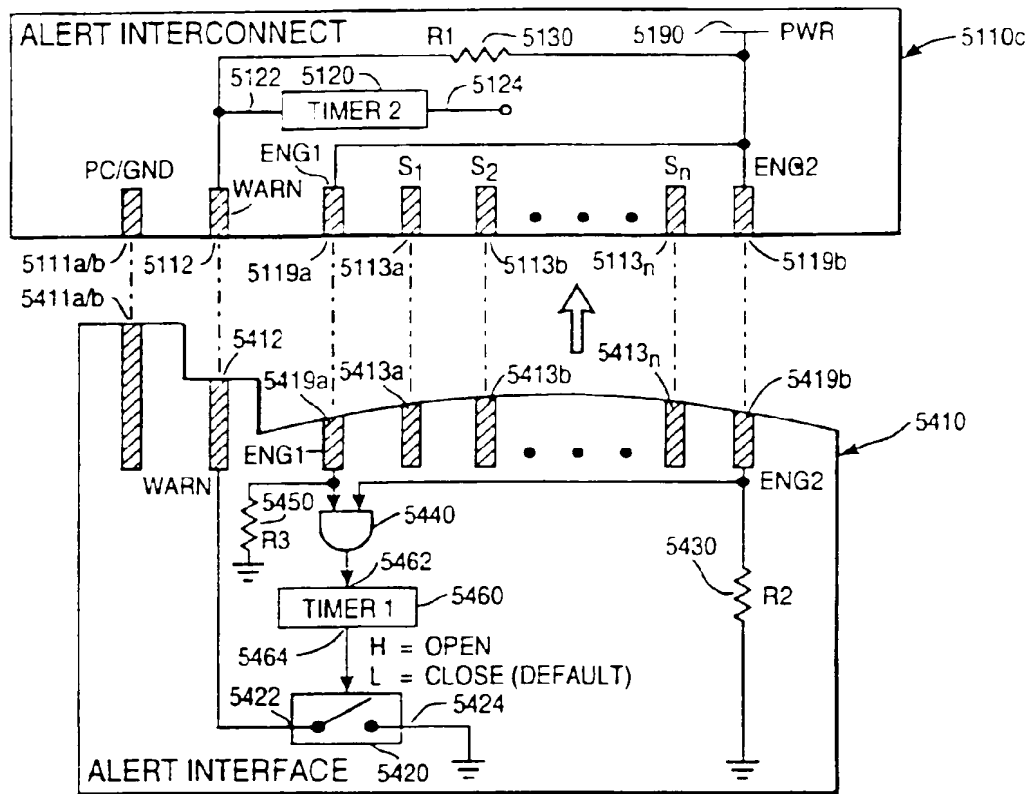 ALERT INTERCONNECT
R1
5130
5190
PWR
5110c
5122
5120
5124
TIMER 2
PC/GND
WARN
ENG1
S1
S2
Sn
ENG2
5111a/b
5112
5119a
5113a
5113b
5113n
5119b
5411a/b
5412
5419a
5413a
5413b
5413n
5419b
5410
ENG1
WARN
ENG2
5450
R3
5440
5462
TIMER 1
5460
5430
R2
5464
H = OPEN
L = CLOSE (DEFAULT)
5422
5424
5420
ALERT INTERFACE